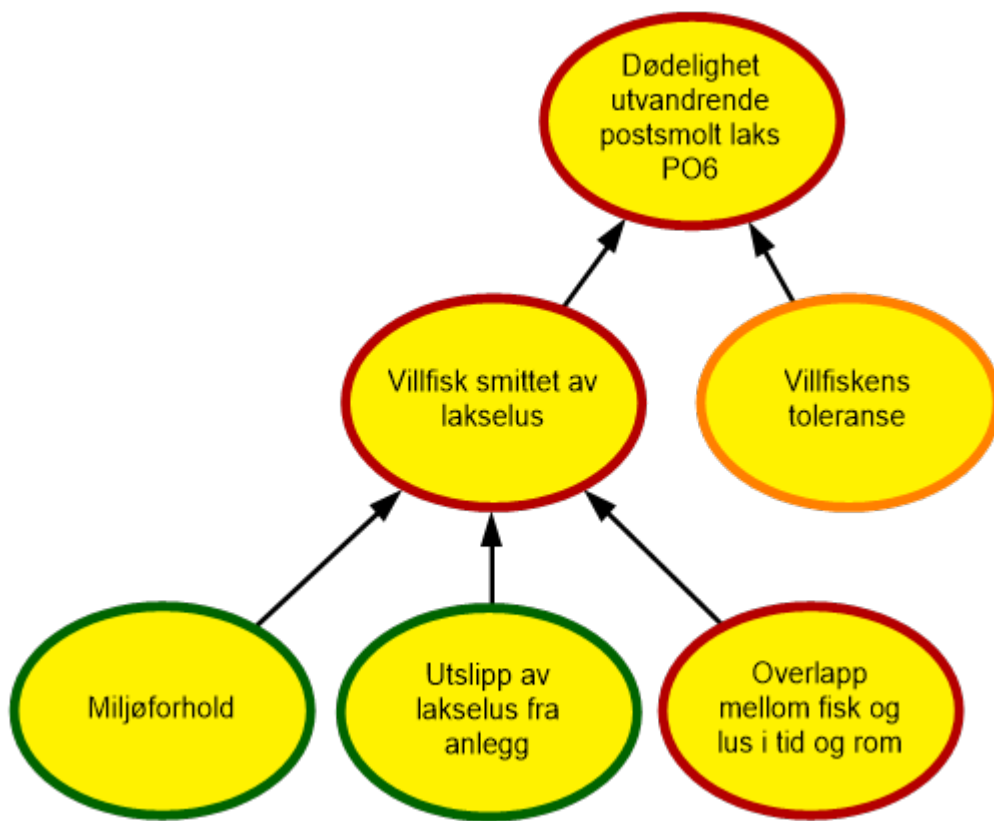 Dødelighet
utvandrende
postsmolt laks
PO6
Villfisk smittet av
lakselus
Villfiskens
toleranse
Miljøforhold
Utslipp av
lakselus fra
anlegg
Overlapp
mellom fisk og
lus i tid og rom